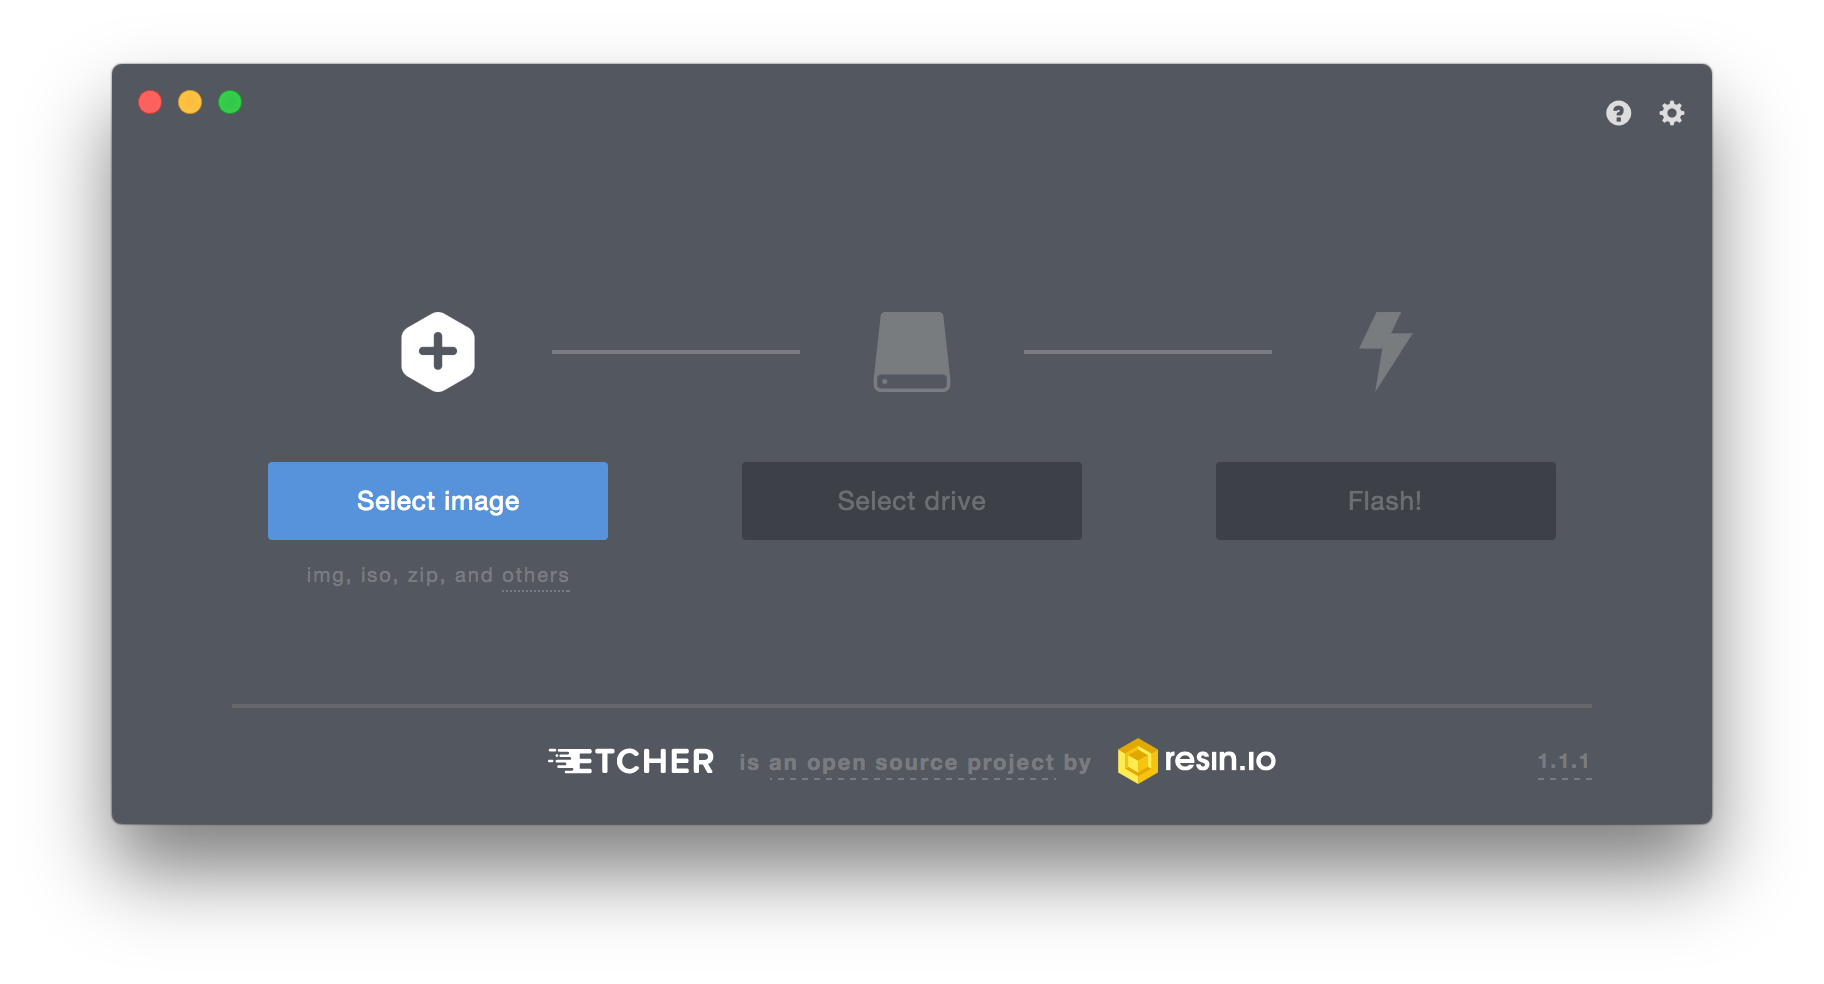 Select image
Select drive
Flash!
img, iso, zip, and others
ETCHER is an open source project by resin.io
1.1.1